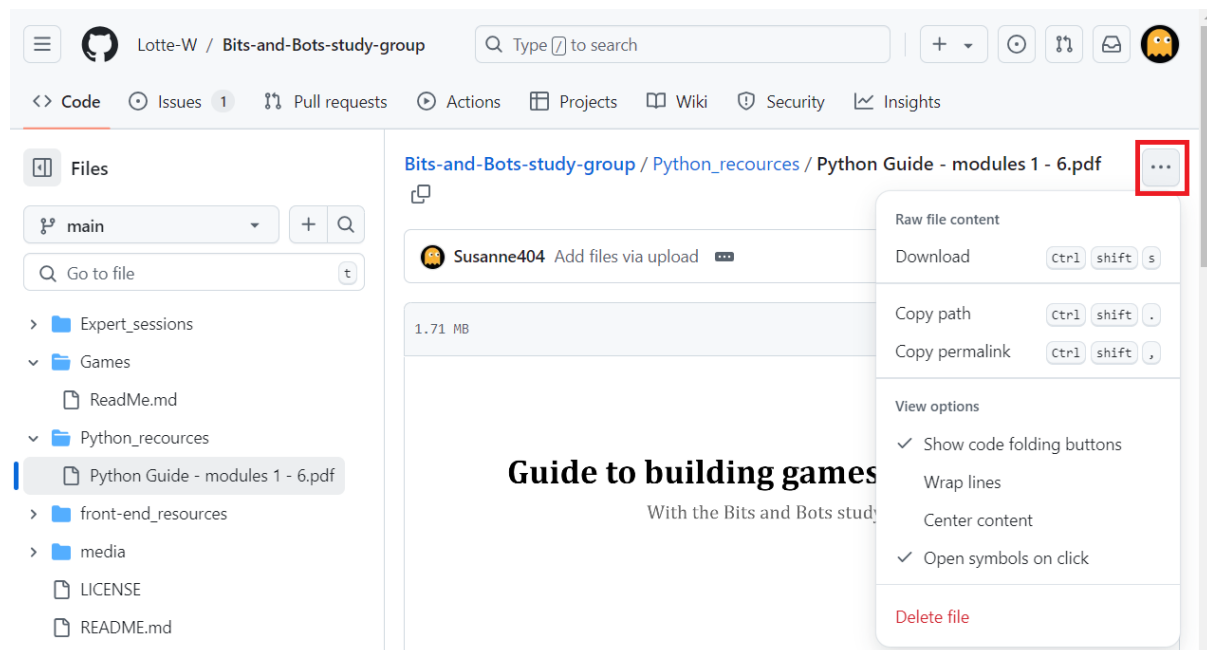 Lotte-W / Bits-and-Bots-study-group
Type / to search
Code
Issues 1
Pull requests
Actions
Projects
Wiki
Security
Insights
Files
main
Go to file
t
Expert_sessions
Games
ReadMe.md
Python_recources
Python Guide - modules 1 - 6.pdf
front-end_resources
media
LICENSE
README.md
Bits-and-Bots-study-group / Python_recources / Python Guide - modules 1 - 6.pdf
Susanne404 Add files via upload
1.71 MB
Guide to building games
With the Bits and Bots study
Raw file content
Download Ctrl shift s
Copy path Ctrl shift .
Copy permalink Ctrl shift ,
View options
Show code folding buttons
Wrap lines
Center content
Open symbols on click
Delete file